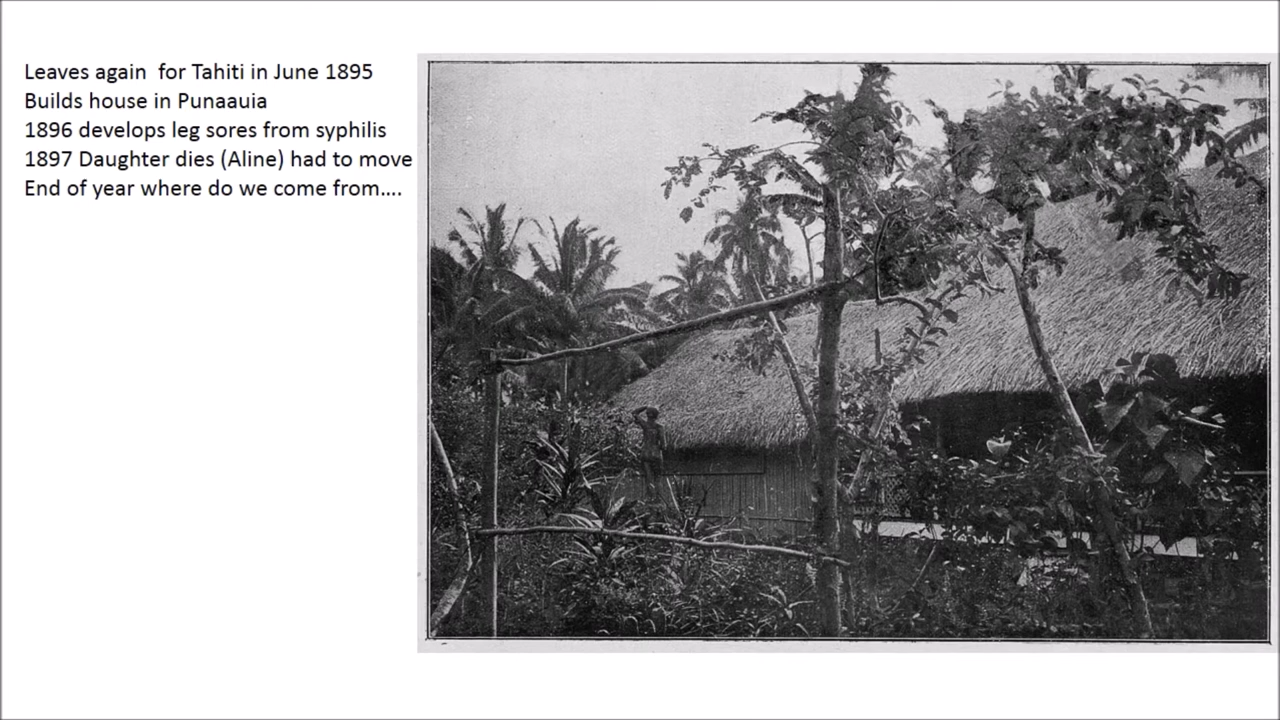 Leaves again  for Tahiti in June 1895
Builds house in Punaauia
1896 develops leg sores from syphilis
1897 Daughter dies (Aline) had to move
End of year where do we come from....